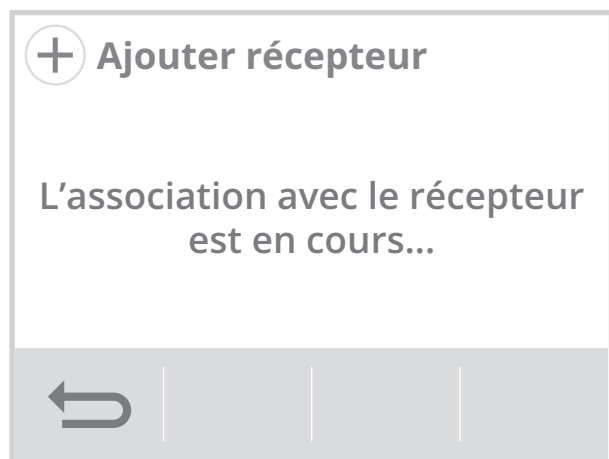 Ajouter récepteur
L’association avec le récepteur
est en cours...